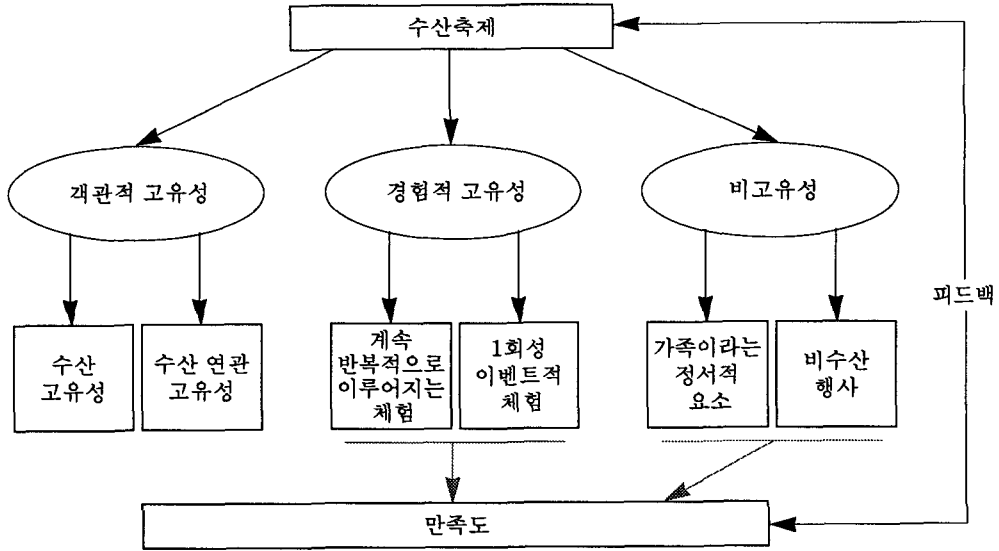 수산축제
객관적 고유성
경험적 고유성
비고유성
피드백
수산
고유성
수산 연관
고유성
계속
반복적으로
이루어지는
체험
1회성
이벤트적
체험
가족이라는
정서적
요소
비수산
행사
만족도